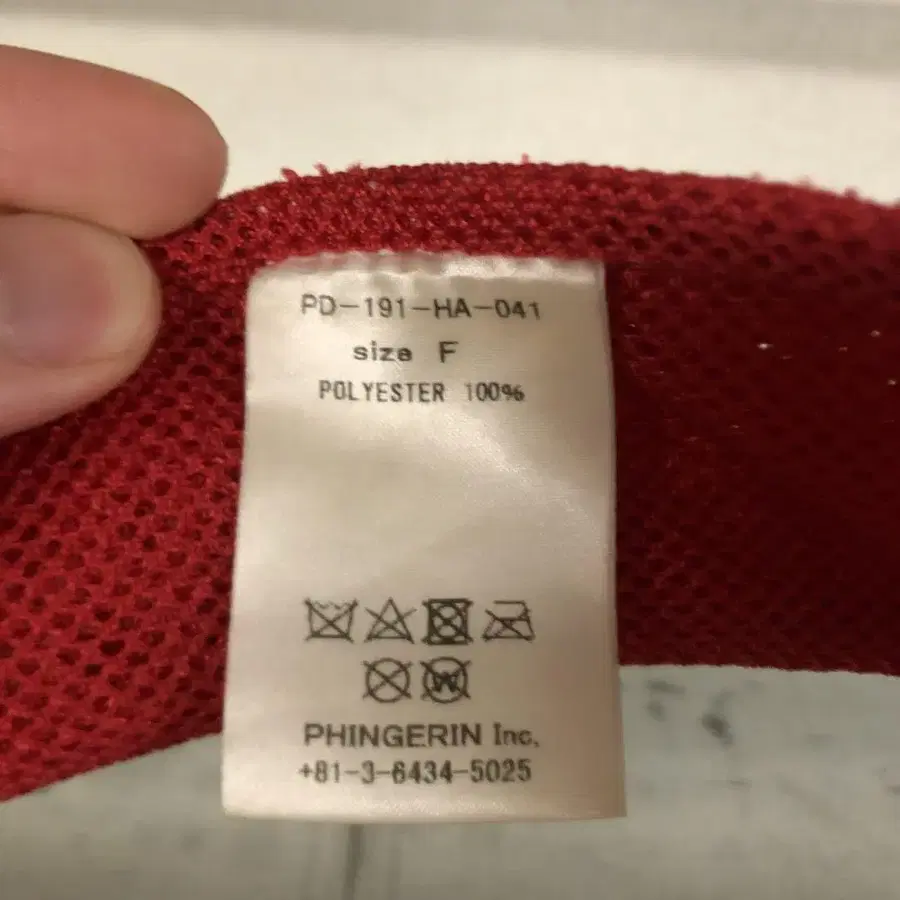 PD-191-HA-041
size F
POLYESTER 100%
W
PHINGERIN Inc.
+81-3-6434-5025